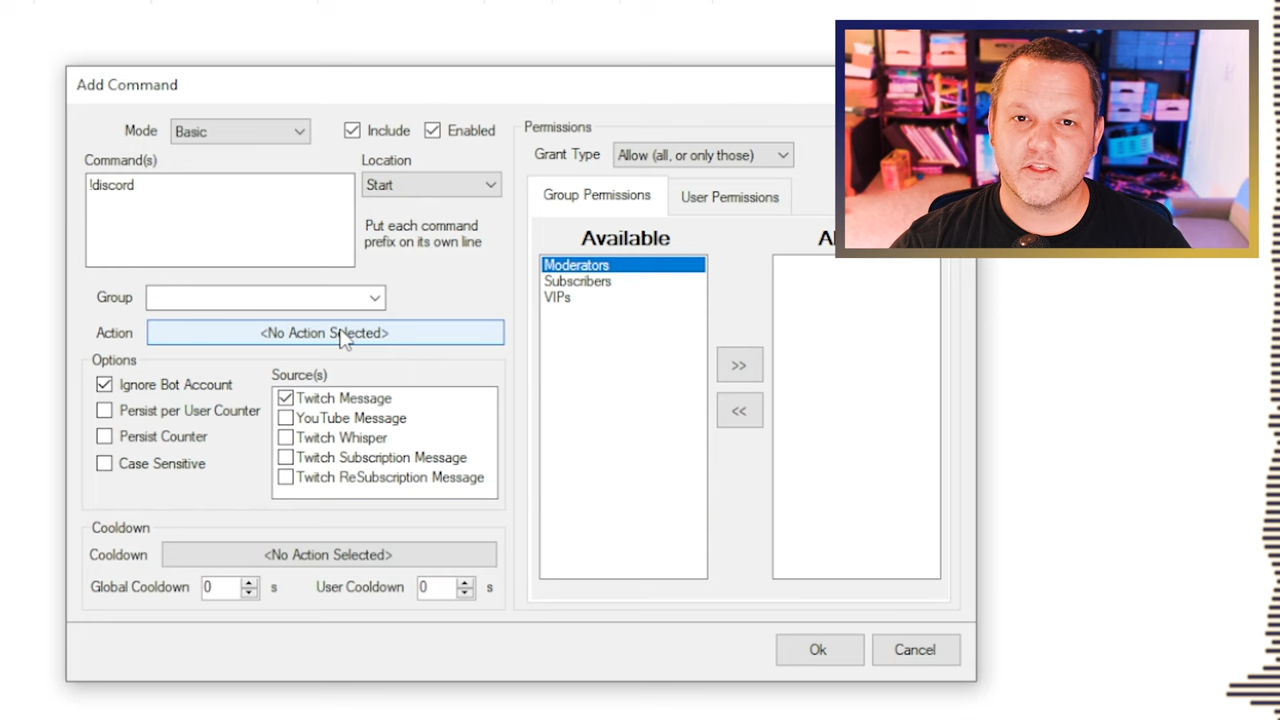 Add Command
Mode Basic Include Enabled
Command(s) Location
!discord
Start
Put each command
prefix on its own line
Group
Action <No Action Selected>
Options
Ignore Bot Account
Persist per User Counter
Persist Counter
Case Sensitive
Source(s)
Twitch Message
YouTube Message
Twitch Whisper
Twitch Subscription Message
Twitch ReSubscription Message
Cooldown
Cooldown <No Action Selected>
Global Cooldown 0 s User Cooldown 0 s
Permissions
Grant Type Allow (all, or only those)
Group Permissions User Permissions
Available
Moderators
Subscribers
VIPs
>>
<<
Ok Cancel